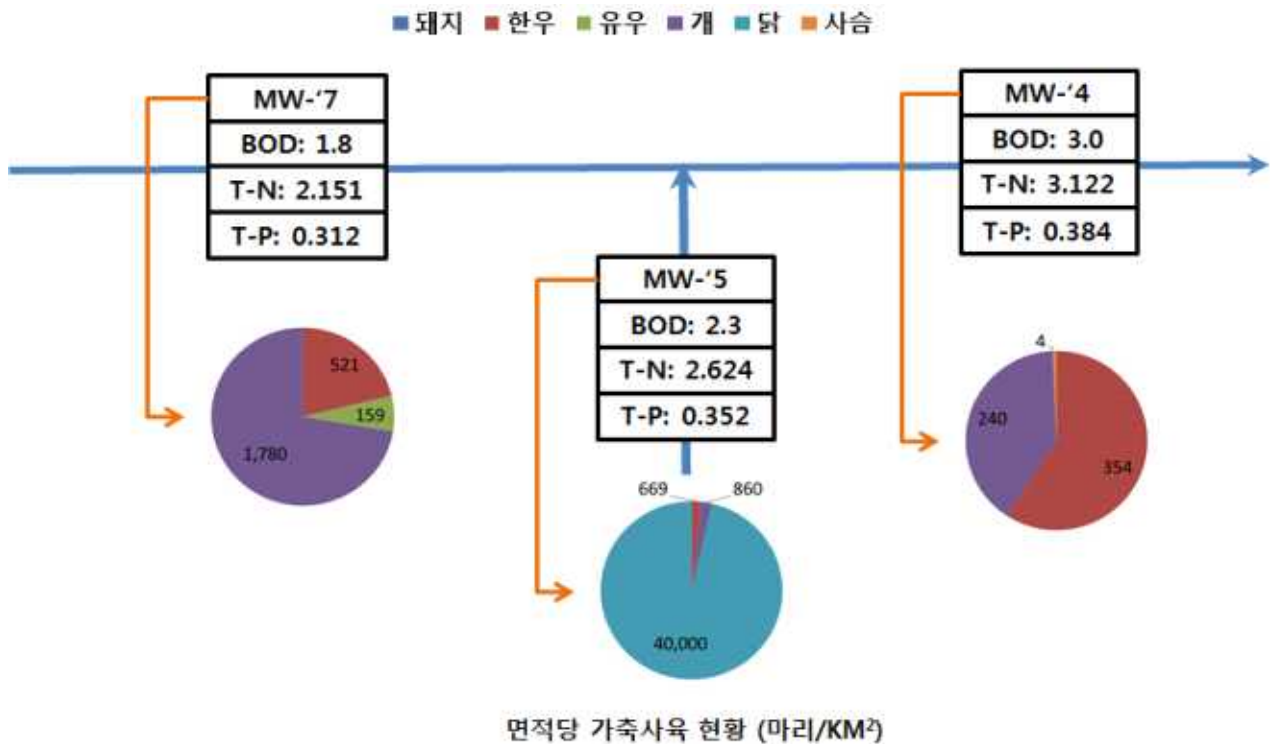 돼지 한우 유우 개 닭 사슴
MW-‘7
BOD: 1.8
T-N: 2.151
T-P: 0.312
MW-‘4
BOD: 3.0
T-N: 3.122
T-P: 0.384
MW-‘5
BOD: 2.3
T-N: 2.624
T-P: 0.352
521
159
1,780
669 860
40,000
4
240
354
면적당 가축사육 현황 (마리/KM²)